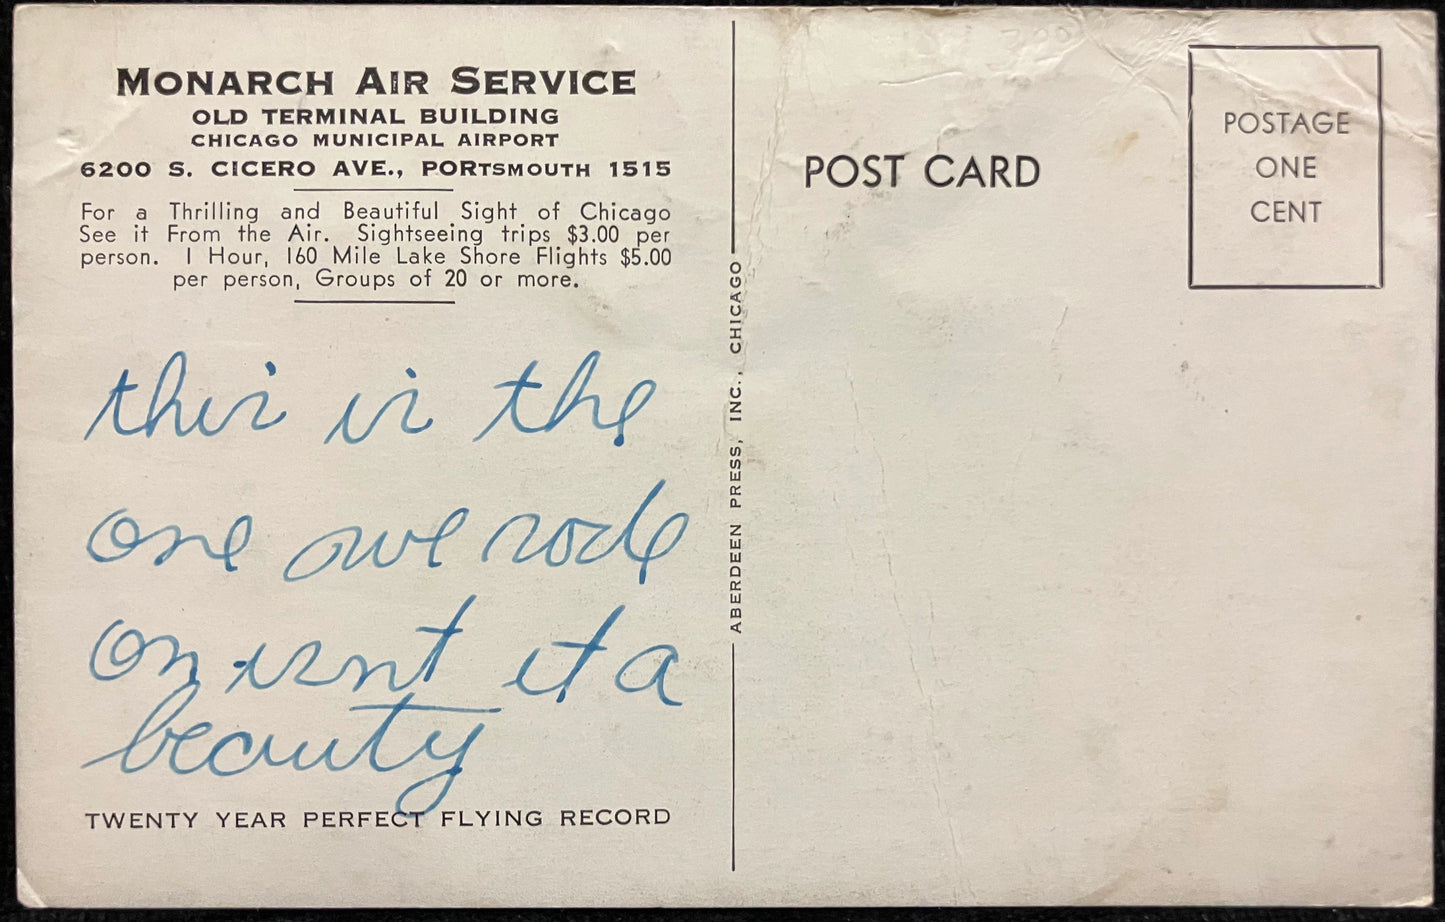 MONARCH AIR SERVICE
OLD TERMINAL BUILDING
CHICAGO MUNICIPAL AIRPORT
6200 S. CICERO AVE., PORTSMOUTH 1515
For a Thrilling and Beautiful Sight of Chicago
See it From the Air. Sightseeing trips $3.00 per
person. 1 Hour, 160 Mile Lake Shore Flights $5.00
per person, Groups of 20 or more.
this is the
one we rode
on isnt it a
beauty
TWENTY YEAR PERFECT FLYING RECORD
ABERDEEN PRESS, INC., CHICAGO
POST CARD
POSTAGE
ONE
CENT